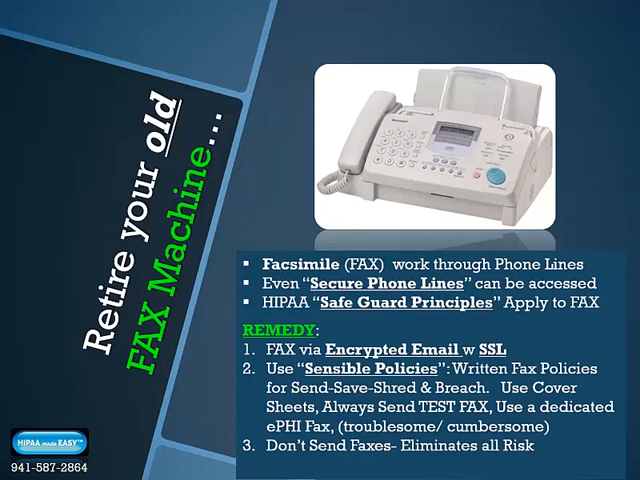 Retire your old
FAX Machine...
▪ Facsimile (FAX) work through Phone Lines
▪ Even “Secure Phone Lines” can be accessed
▪ HIPAA “Safe Guard Principles” Apply to FAX
REMEDY:
1. FAX via Encrypted Email w SSL
2. Use “Sensible Policies”: Written Fax Policies
for Send-Save-Shred & Breach. Use Cover
Sheets, Always Send TEST FAX, Use a dedicated
ePHI Fax, (troublesome/ cumbersome)
3. Don’t Send Faxes- Eliminates all Risk
HIPAA made EASY™
941-587-2864